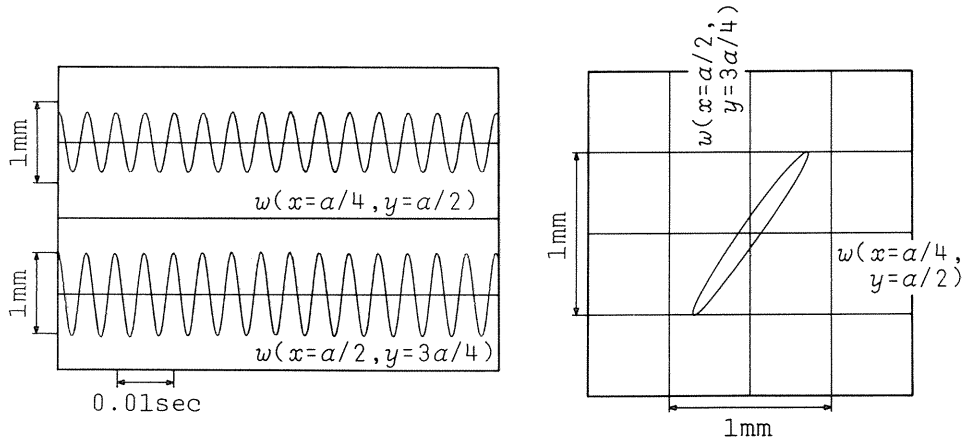 1mm
w(x=a/4,y=a/2)
1mm
w(x=a/2,y=3a/4)
0.01sec
w(x=a/2,
y=3a/4)
1mm
w(x=a/4,
y=a/2)
1mm